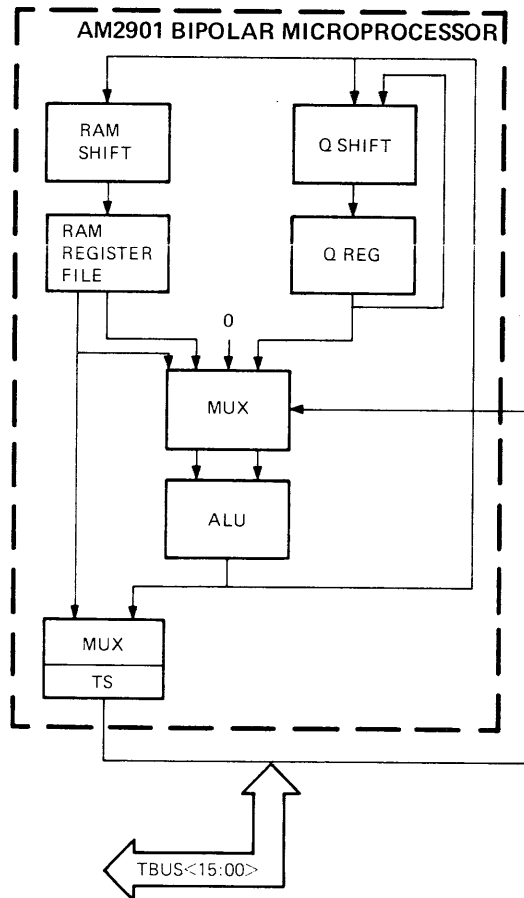 AM2901 BIPOLAR MICROPROCESSOR
RAM
SHIFT
Q SHIFT
RAM
REGISTER
FILE
Q REG
0
MUX
ALU
MUX
TS
TBUS<15:00>